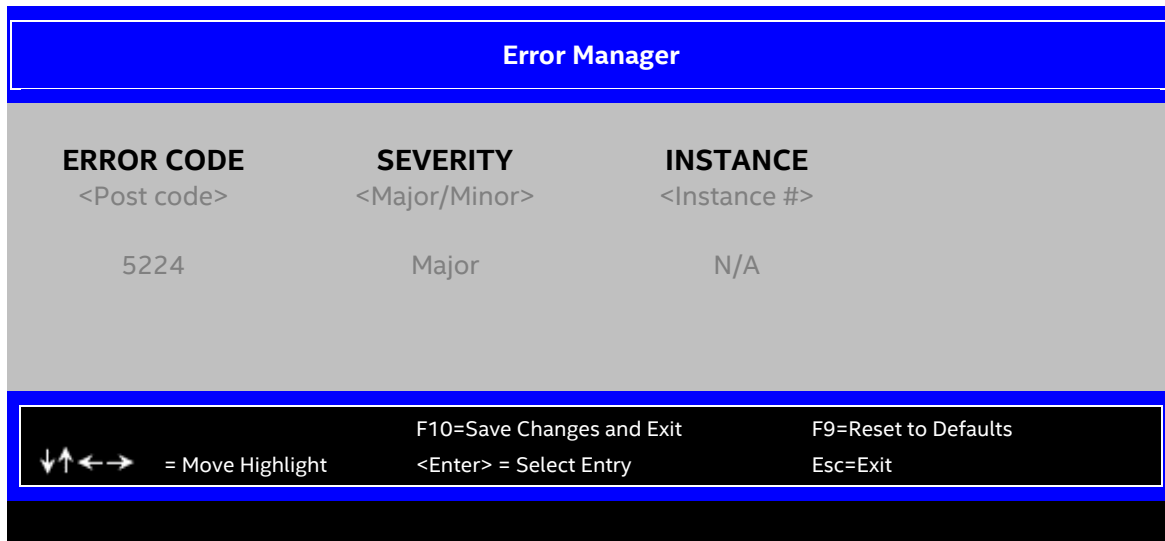 Error Manager
ERROR CODE SEVERITY INSTANCE
<Post code> <Major/Minor> <Instance #>
5224 Major N/A
F10=Save Changes and Exit F9=Reset to Defaults
↓↑←→ = Move Highlight <Enter> = Select Entry Esc=Exit